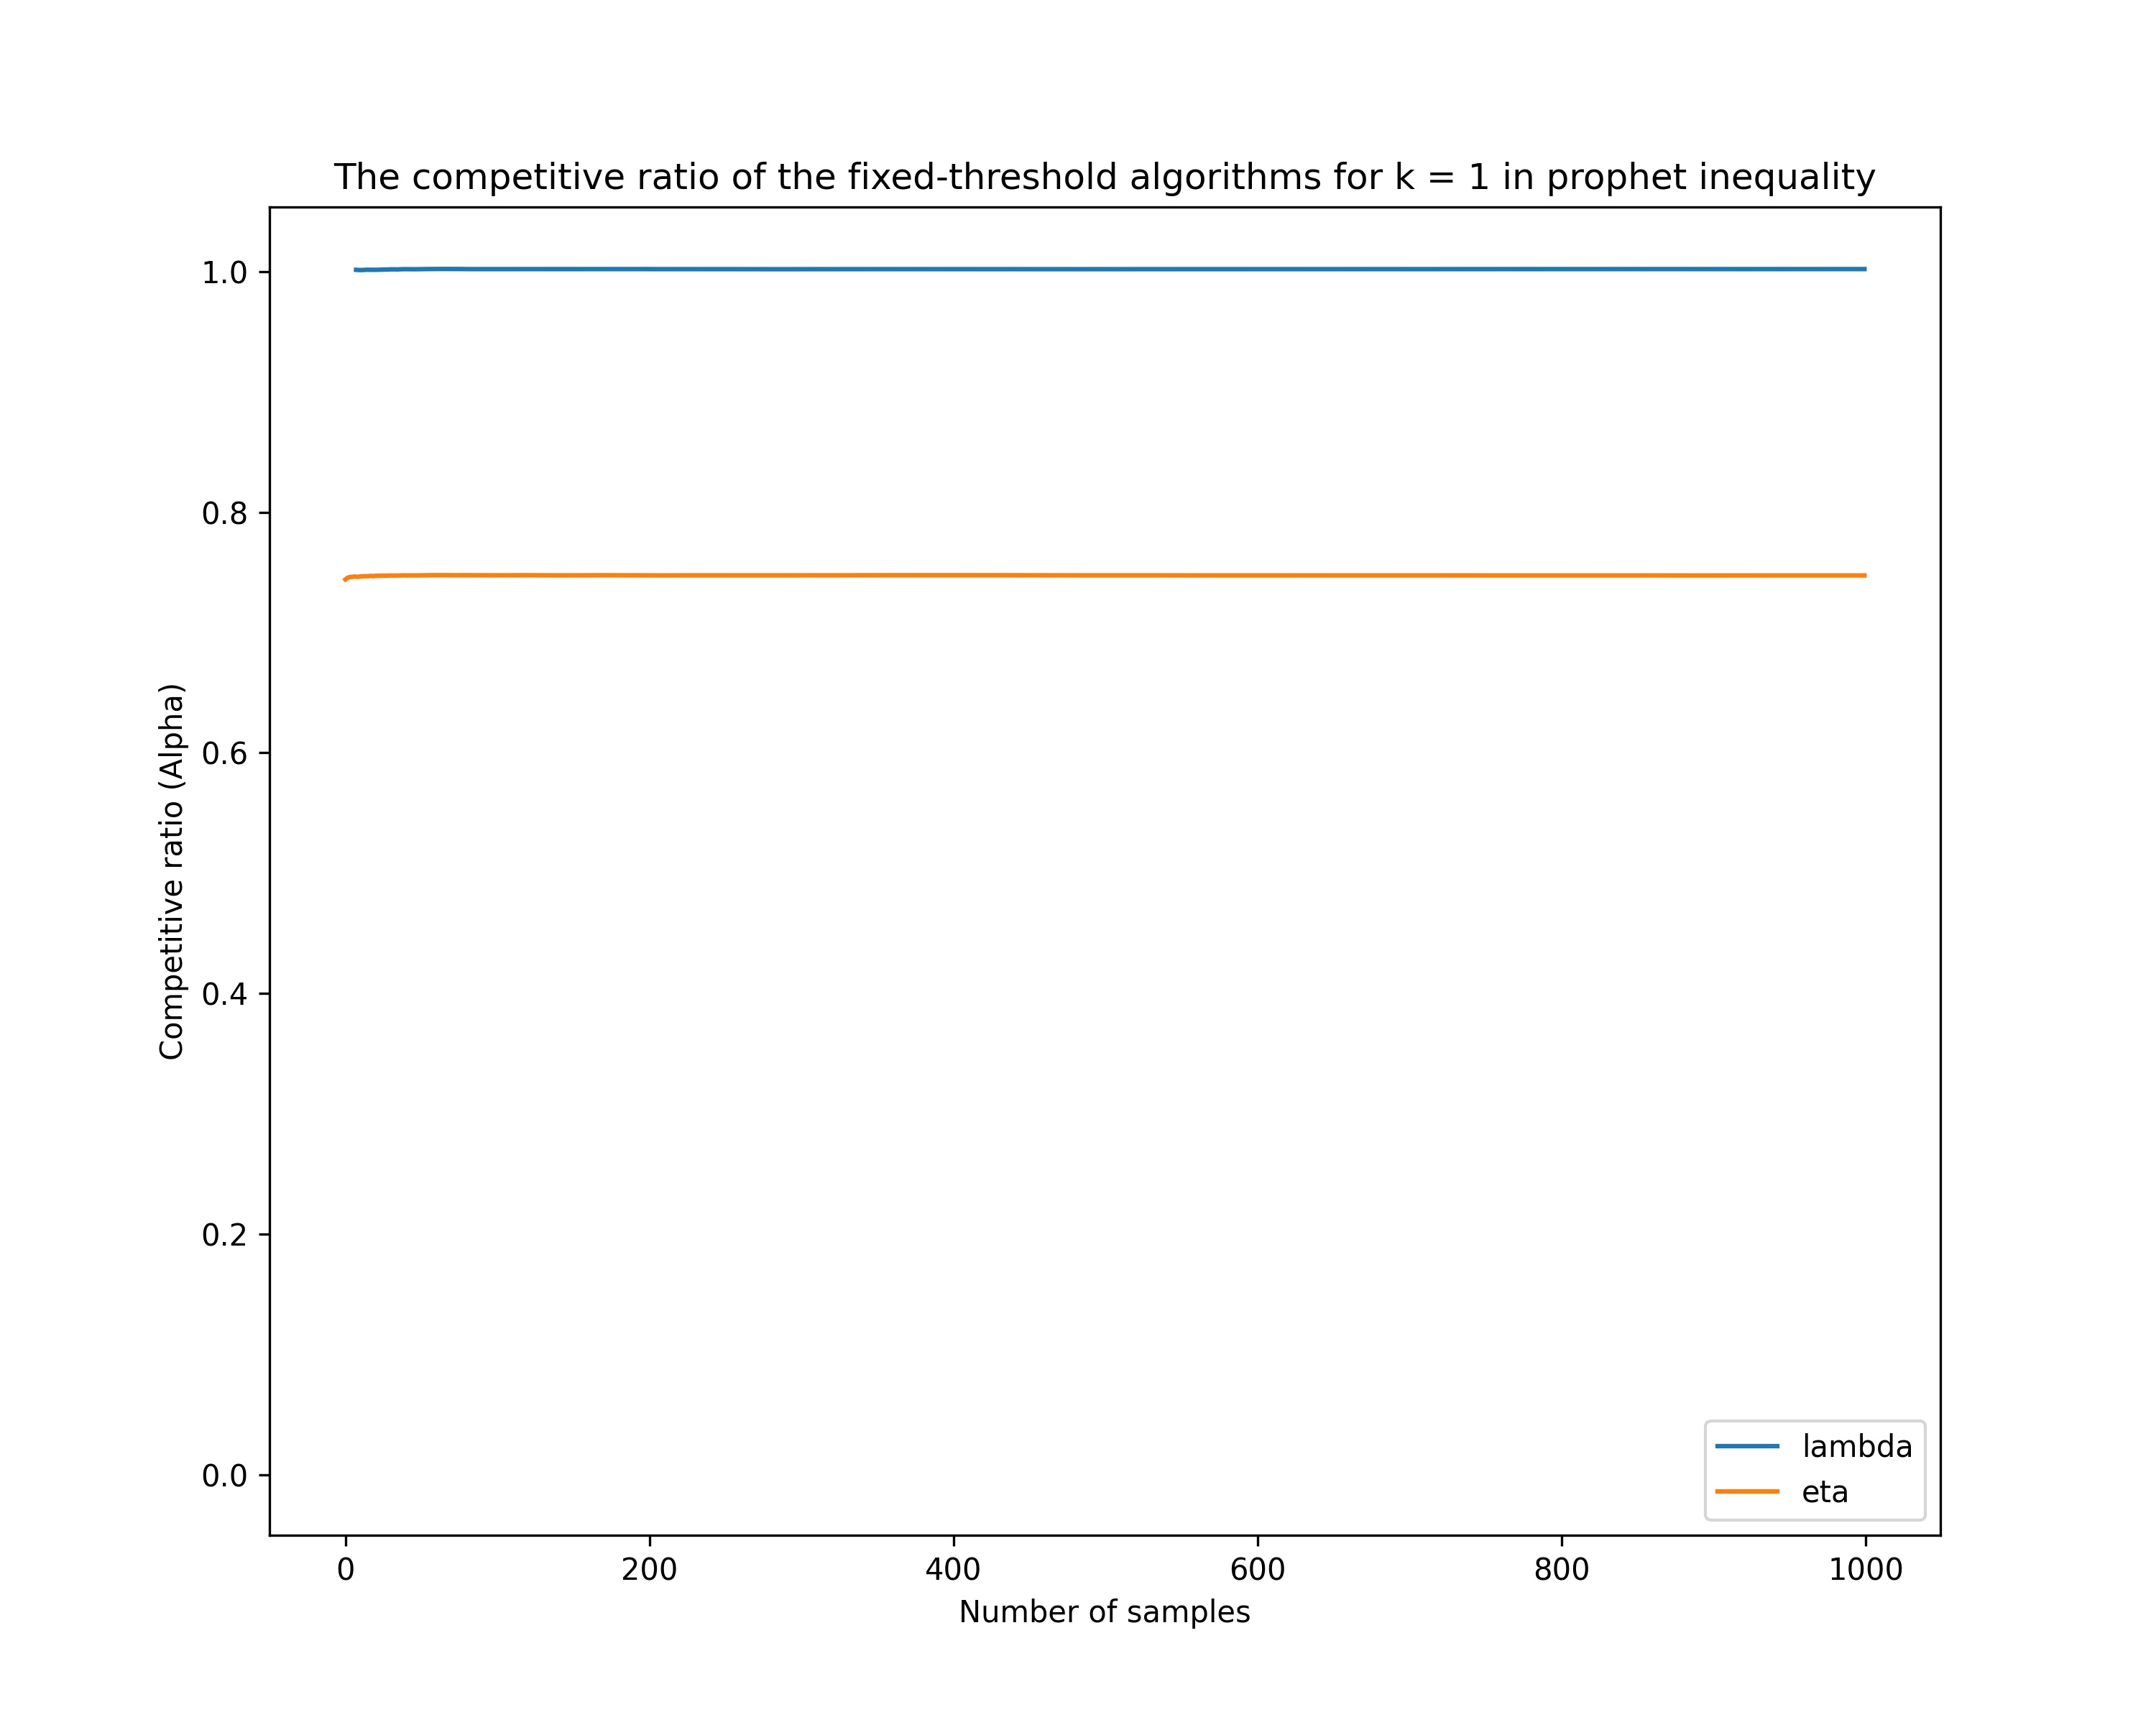 The competitive ratio of the fixed-threshold algorithms for k = 1 in prophet inequality
Competitive ratio (Alpha)
1.0
0.8
0.6
0.4
0.2
0.0
lambda
eta
0 200 400 600 800 1000
Number of samples